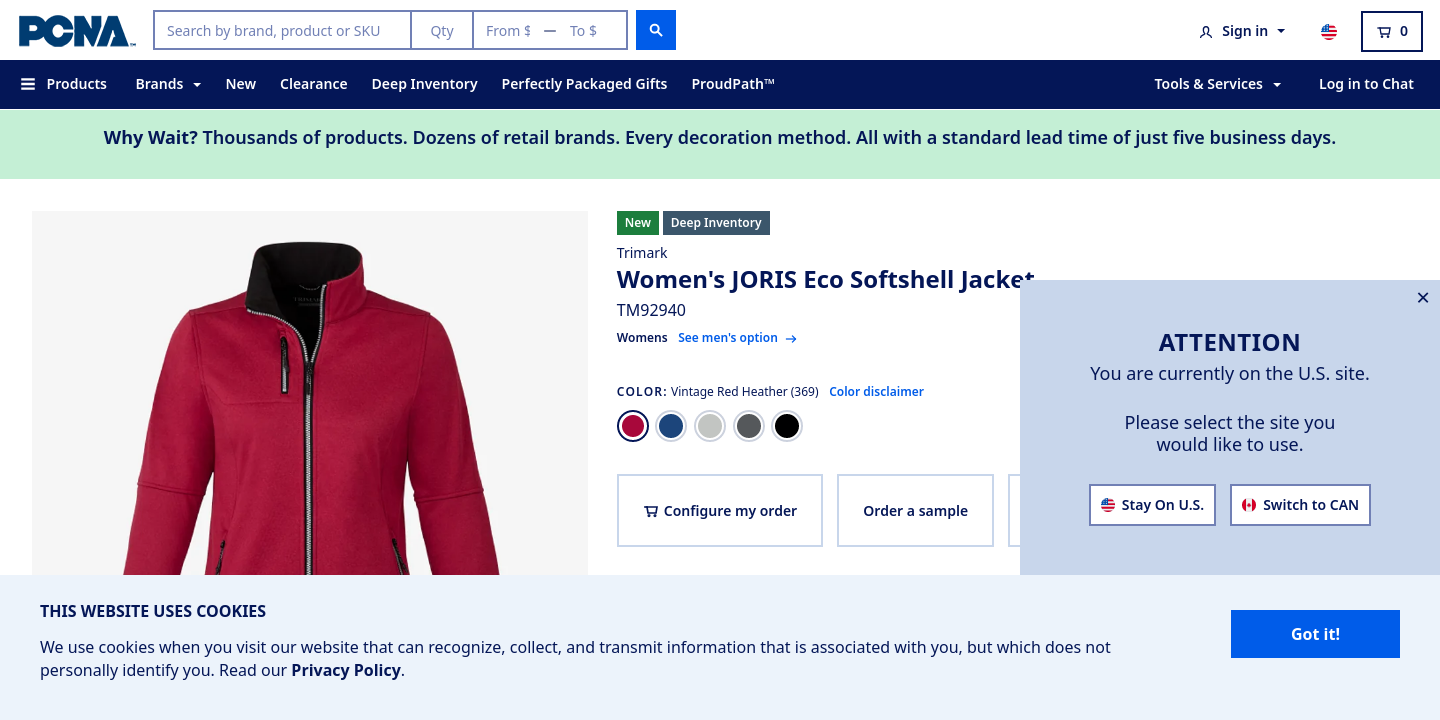 PCNA™
Search by brand, product or SKU
Qty
From $ — To $
Sign in
0
Products
Brands
New
Clearance
Deep Inventory
Perfectly Packaged Gifts
ProudPath™
Tools & Services
Log in to Chat
Why Wait? Thousands of products. Dozens of retail brands. Every decoration method. All with a standard lead time of just five business days.
New
Deep Inventory
Trimark
Women's JORIS Eco Softshell Jacket
TM92940
Womens See men's option →
COLOR: Vintage Red Heather (369) Color disclaimer
Configure my order
Order a sample
ATTENTION
You are currently on the U.S. site.
Please select the site you
would like to use.
Stay On U.S.
Switch to CAN
THIS WEBSITE USES COOKIES
We use cookies when you visit our website that can recognize, collect, and transmit information that is associated with you, but which does not
personally identify you. Read our Privacy Policy.
Got it!